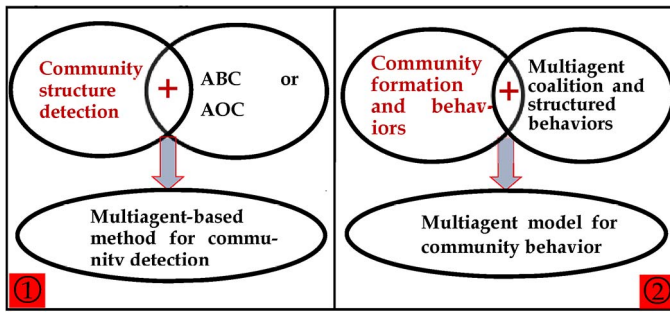 Community
structure
detection
+
ABC or
AOC
Multiagent-based
method for commu-
nity detection
①
Community
formation
and behav-
iors
+
Multiagent
coalition and
structured
behaviors
Multiagent model for
community behavior
②